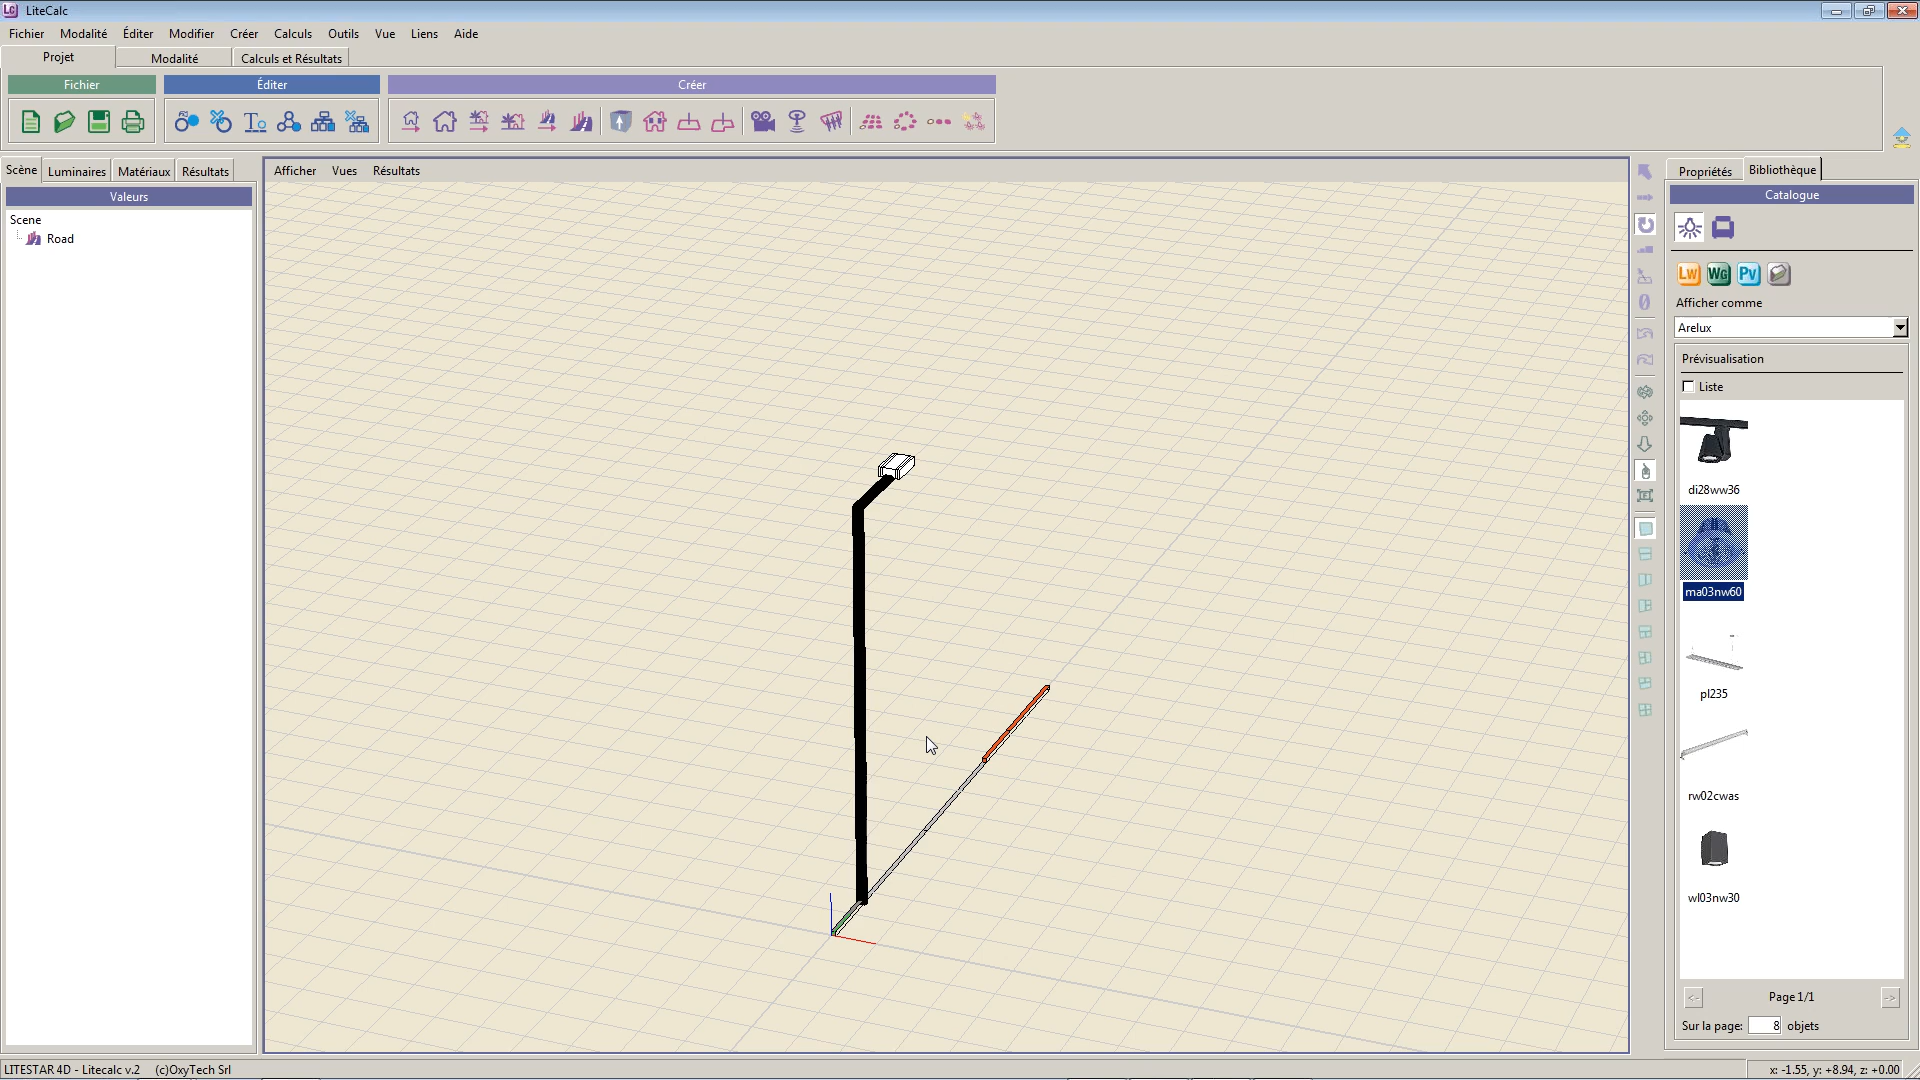 LiteCalc
Fichier Modalité Éditer Modifier Créer Calculs Outils Vue Liens Aide
Projet Modalité Calculs et Résultats
Fichier Éditer Créer
Scène Luminaires Matériaux Résultats
Valeurs
Scene
Road
Afficher Vues Résultats
Propriétés Bibliothèque
Catalogue
LW Wg Pv
Afficher comme
Arelux
Prévisualisation
Liste
di28ww36
ma03nw60
pl235
rw02cwas
wl03nw30
<- Page 1/1 ->
Sur la page: 8 objets
LITESTAR 4D - Litecalc v.2 (c)OxyTech Srl
x: -1.55, y: +8.94, z: +0.00